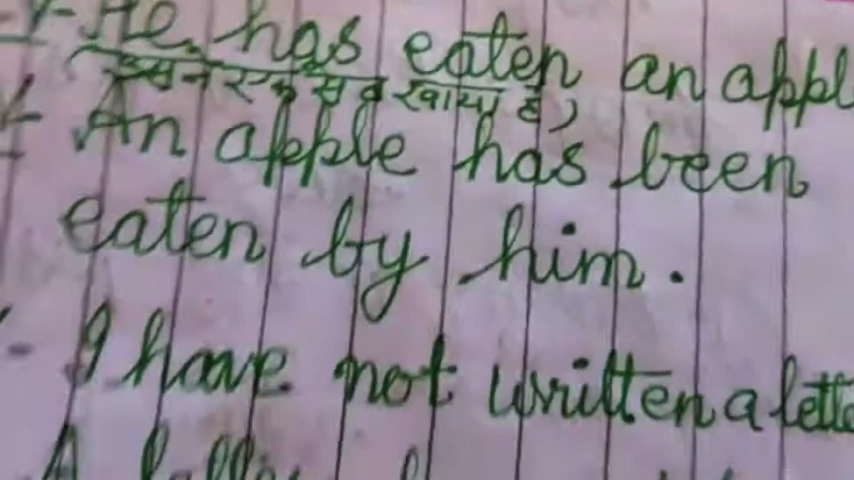 He has eaten an appl
उसने एक सेव खाया है,
An apple has been
eaten by him.
I have not written a lette
A